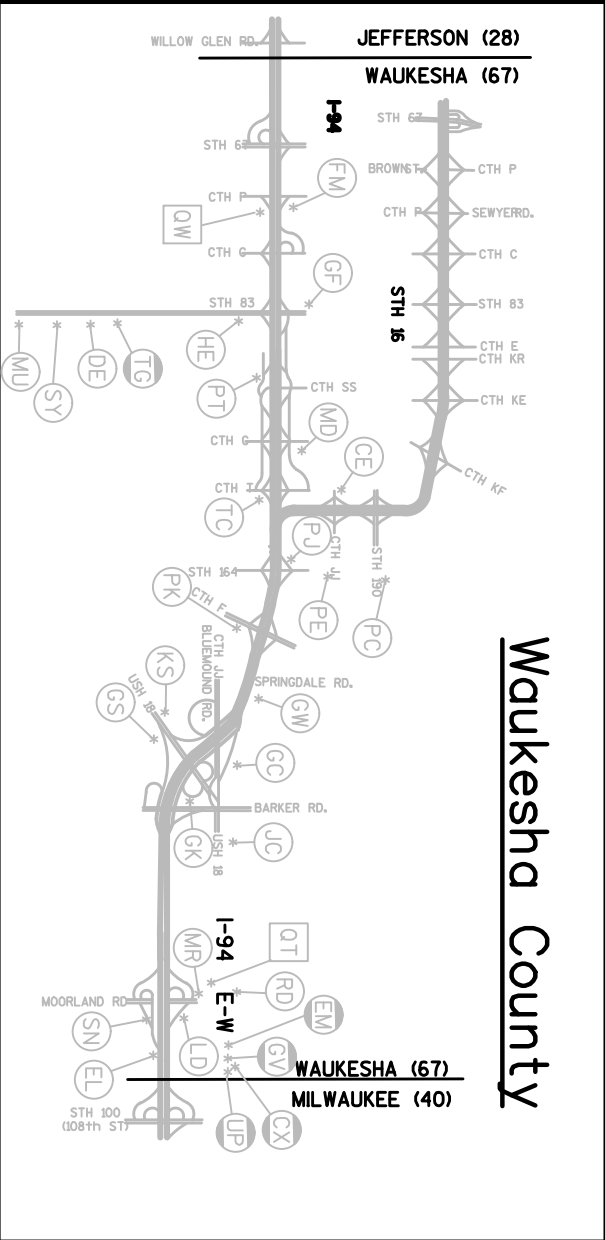 WILLOW GLEN RD.
JEFFERSON (28)
WAUKESHA (67)
I-94
STH 67
STH 67
BROWN ST.
CTH P
CTH P
FM
QW
CTH P
SEWYER RD.
CTH G
CTH C
GF
STH 83
STH 16
STH 83
HE
MU
SY
DE
TG
PT
CTH E
CTH KR
CTH SS
CTH KE
MD
CTH G
CE
CTH KF
CTH T
TC
PJ
CTH JJ
STH 190
STH 164
PK
CTH F
PE
PC
Waukesha County
CTH JJ
BLUEMOUND RD.
KS
USH 18
SPRINGDALE RD.
GS
GW
GC
BARKER RD.
GK
USH 18
JC
I-94 E-W
MR
QT
RD
MOORLAND RD
SN
LD
EM
EL
GV
WAUKESHA (67)
MILWAUKEE (40)
STH 100
(108th ST)
UP
CX